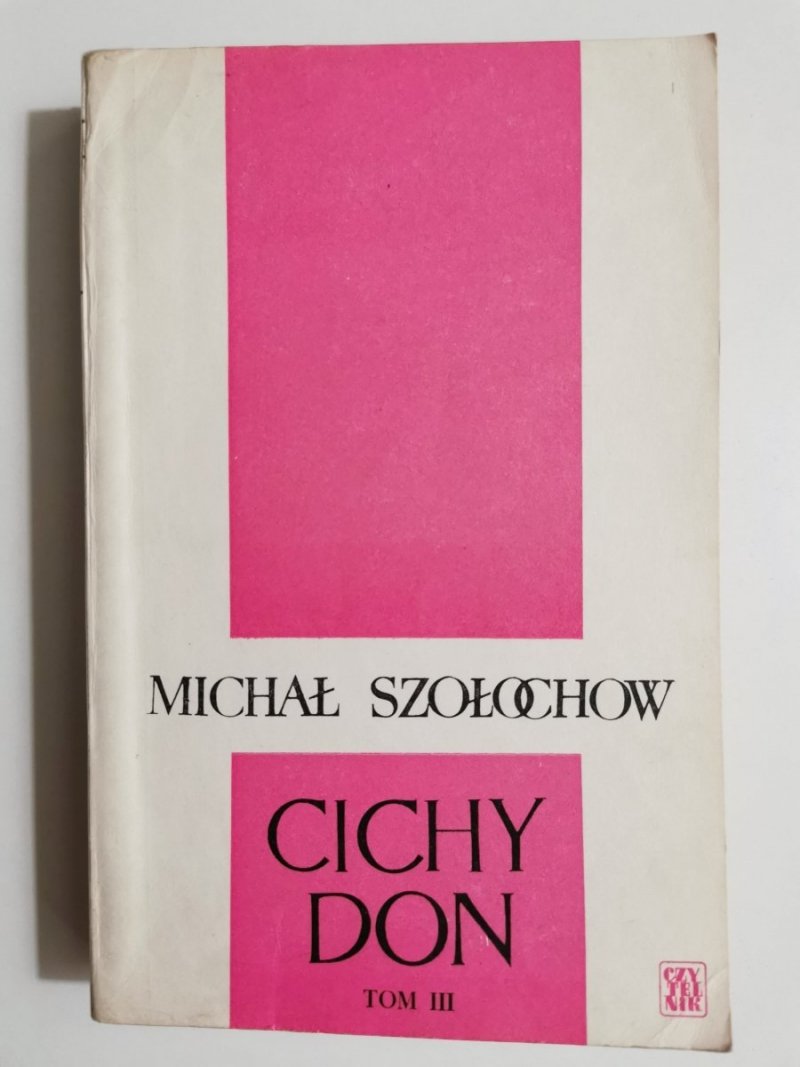 MICHAŁ SZOŁOCHOW
CICHY
DON
TOM III
CZY
TEL
NIK